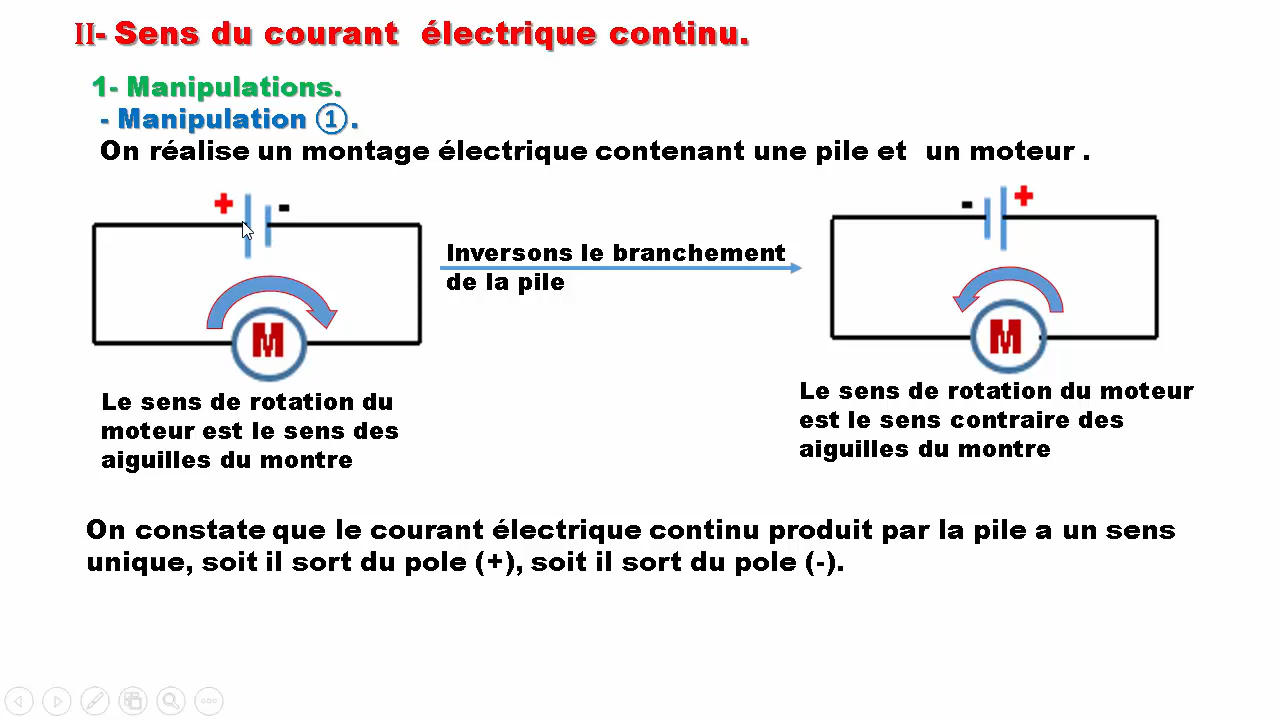 II- Sens du courant électrique continu.
1- Manipulations.
- Manipulation ①.
On réalise un montage électrique contenant une pile et un moteur .
+ -
- +
Inversons le branchement
de la pile
M
M
Le sens de rotation du
moteur est le sens des
aiguilles du montre
Le sens de rotation du moteur
est le sens contraire des
aiguilles du montre
On constate que le courant électrique continu produit par la pile a un sens
unique, soit il sort du pole (+), soit il sort du pole (-).